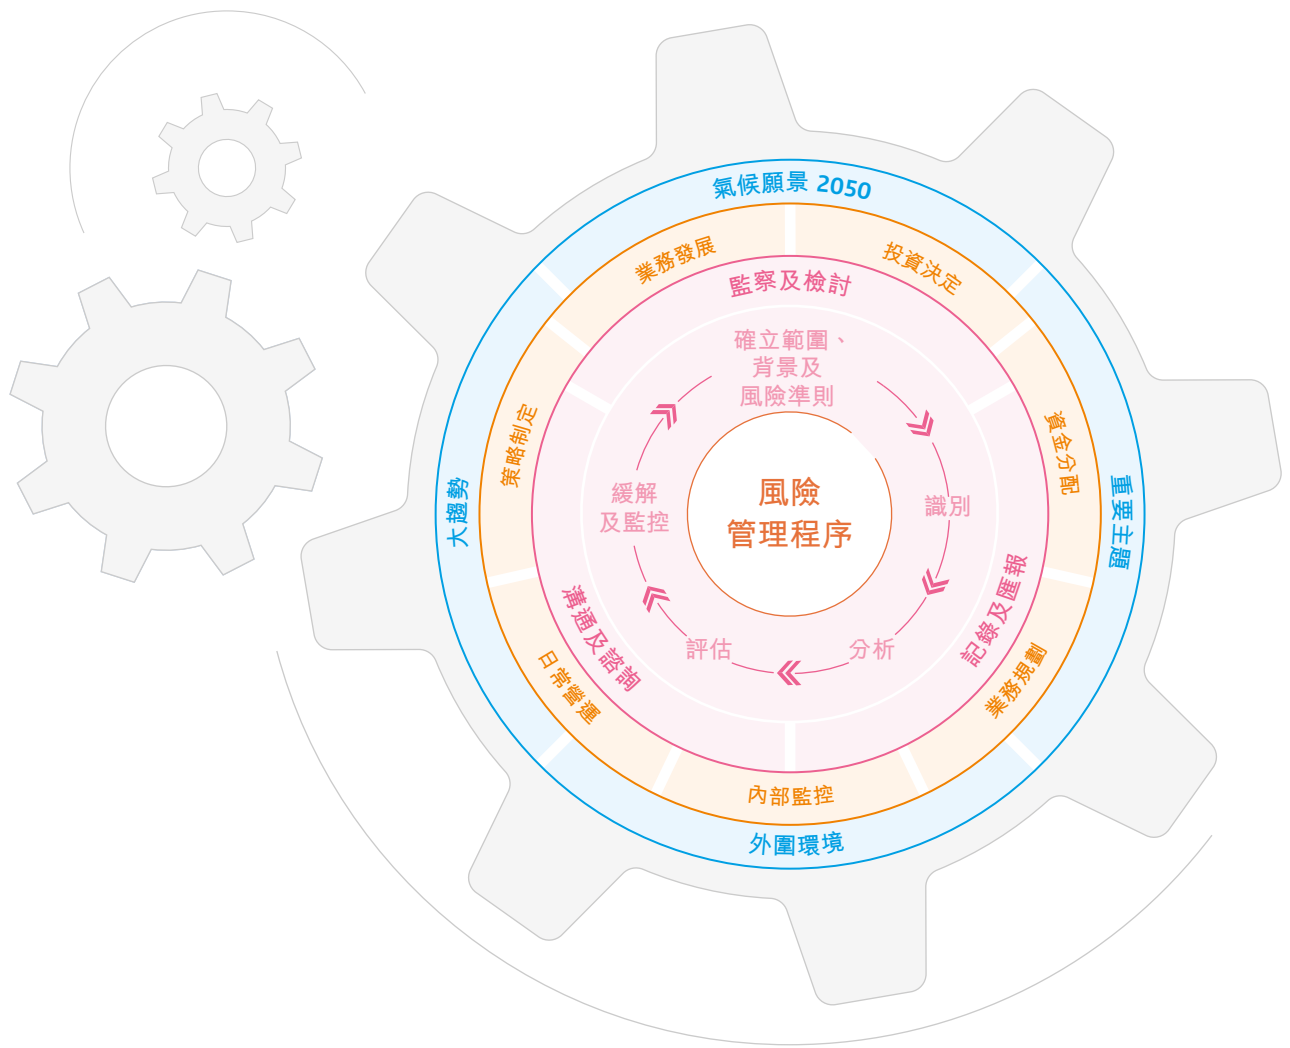 氣候願景 2050
重要主題
外圍環境
大趨勢
業務發展
投資決定
資金分配
業務規劃
內部監控
日常營運
策略制定
監察及檢討
記錄及匯報
溝通及諮詢
確立範圍、
背景及
風險準則
識別
分析
評估
緩解
及監控
風險
管理程序